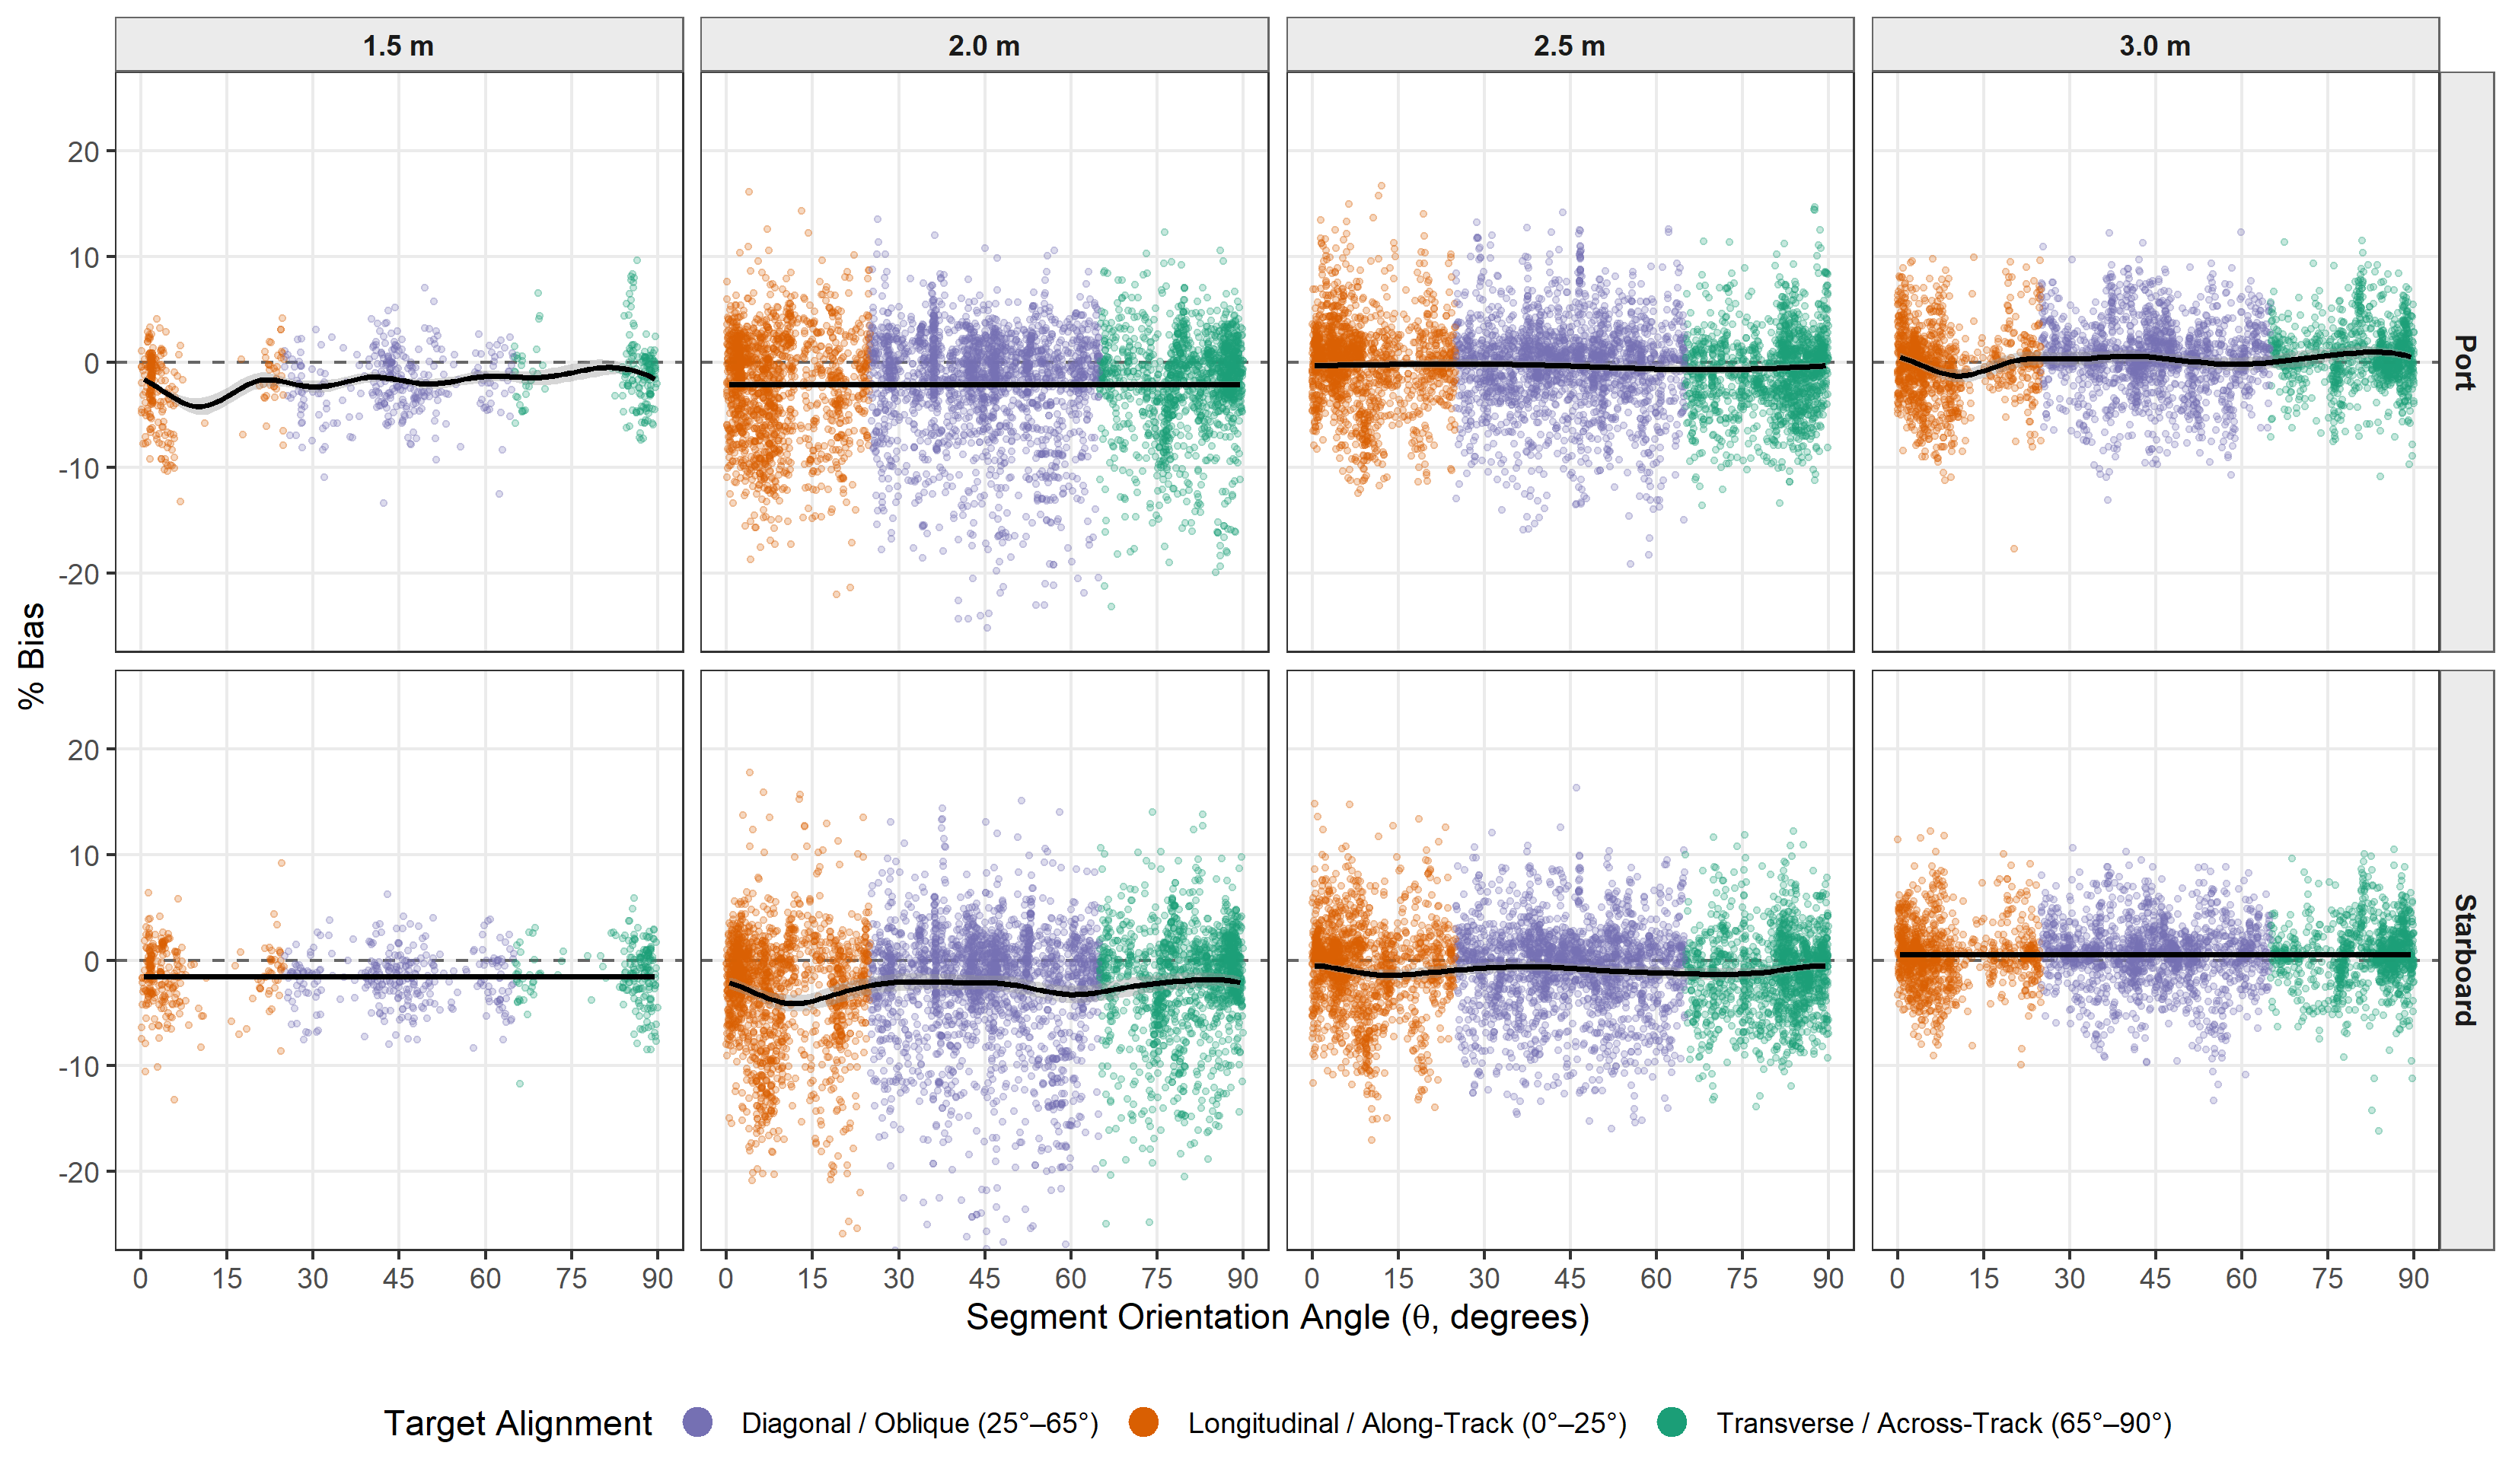 1.5 m 2.0 m 2.5 m 3.0 m
20
10
0
-10
-20
Port
% Bias
20
10
0
-10
-20
Starboard
0 15 30 45 60 75 90 0 15 30 45 60 75 90 0 15 30 45 60 75 90 0 15 30 45 60 75 90
Segment Orientation Angle (θ, degrees)
Target Alignment Diagonal / Oblique (25°–65°) Longitudinal / Along-Track (0°–25°) Transverse / Across-Track (65°–90°)